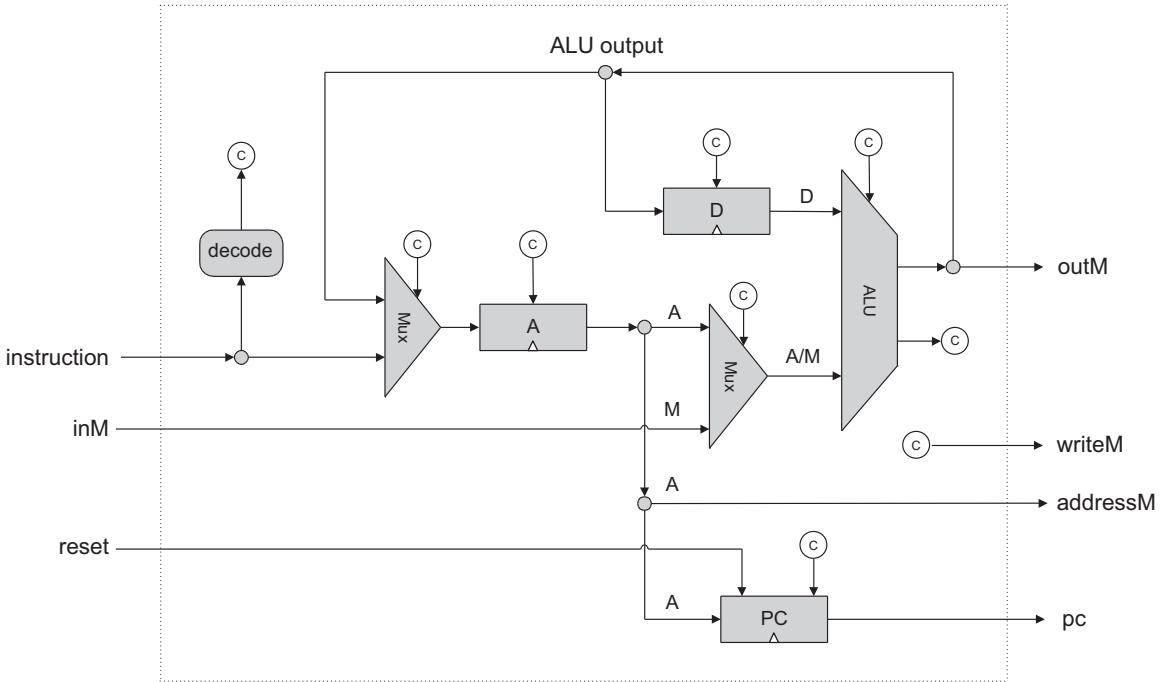 ALU output
C
C
C
D
D
decode
C
C
C
outM
ALU
A
A
Mux
Mux
A/M
C
instruction
M
inM
C
writeM
A
addressM
reset
C
A
PC
pc